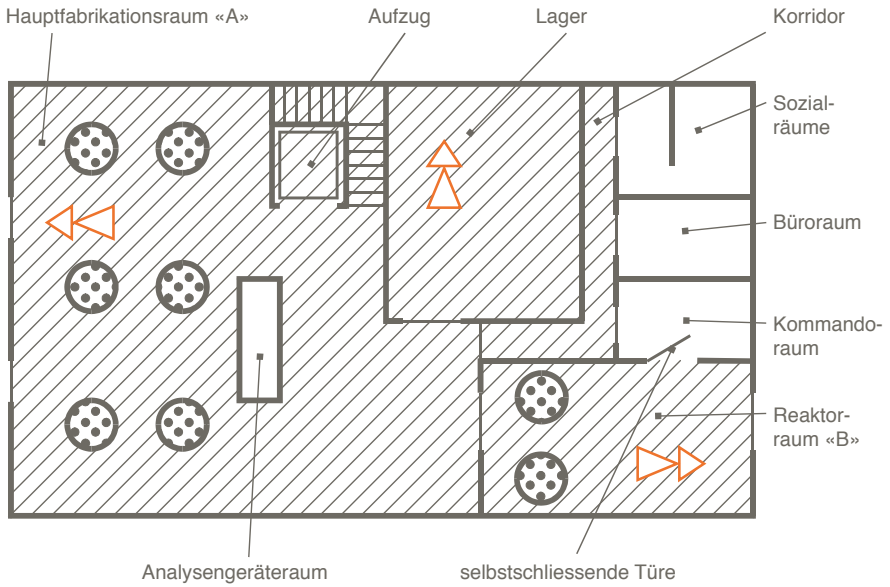 Hauptfabrikationsraum «A»
Aufzug
Lager
Korridor
Sozial-
räume
Büroraum
Kommando-
raum
Reaktor-
raum «B»
Analysengeräteraum
selbstschliessende Türe